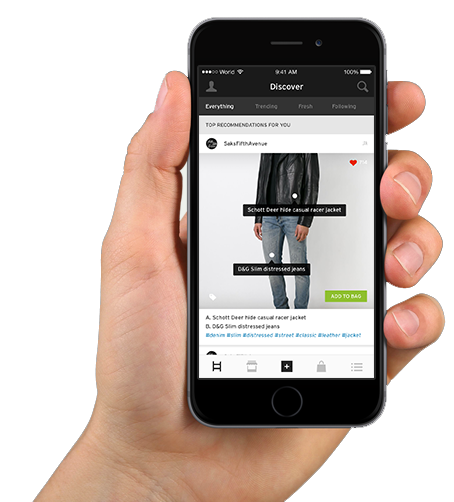 World
9:41 AM
100%
Discover
Everything
Trending
Fresh
Following
TOP RECOMMENDATIONS FOR YOU
SaksFifthAvenue
Schott Deer hide casual racer jacket
D&G Slim distressed jeans
ADD TO BAG
A. Schott Deer hide casual racer jacket
D. D&G Slim distressed jeans
#denim #slim #distressed #street #classic #leather #jacket